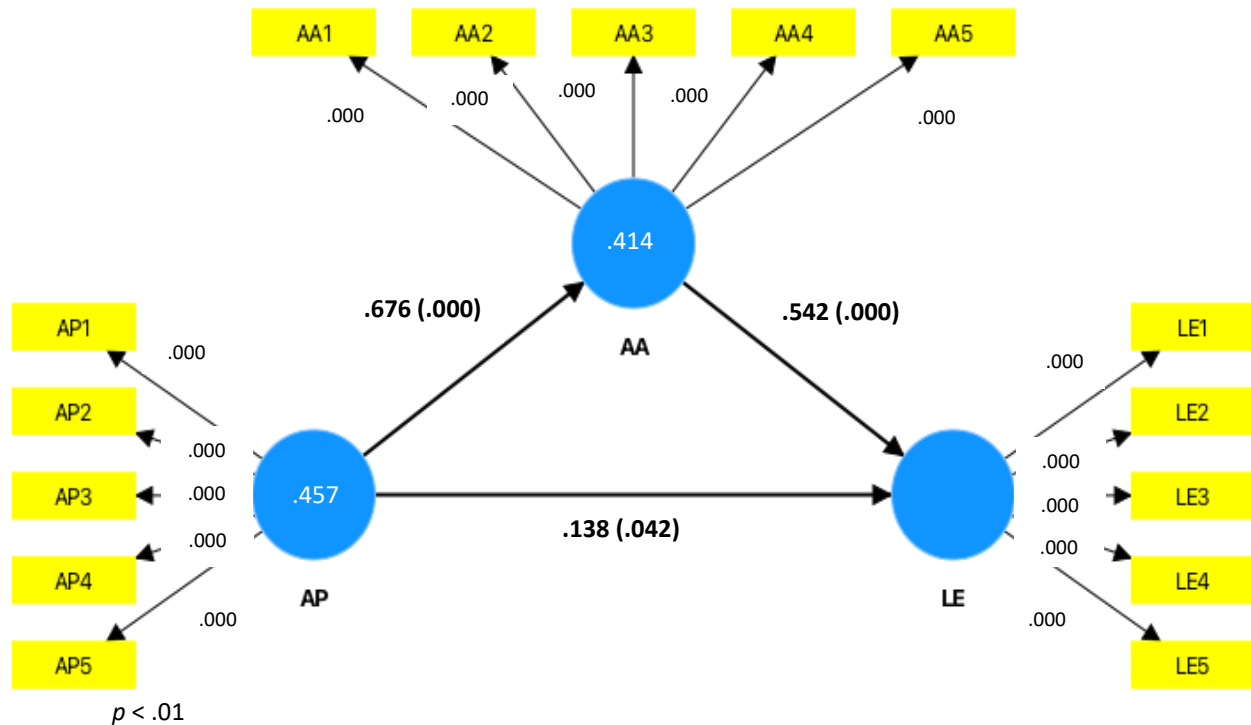 AA1 AA2 AA3 AA4 AA5
.000 .000 .000 .000 .000
.414
AA
.676 (.000) .542 (.000)
AP1
.000
AP2
.000
AP3
.000
AP4
.000
AP5
.000
.457
AP
.138 (.042)
LE
LE1
.000
LE2
.000
LE3
.000
LE4
.000
LE5
.000
p < .01